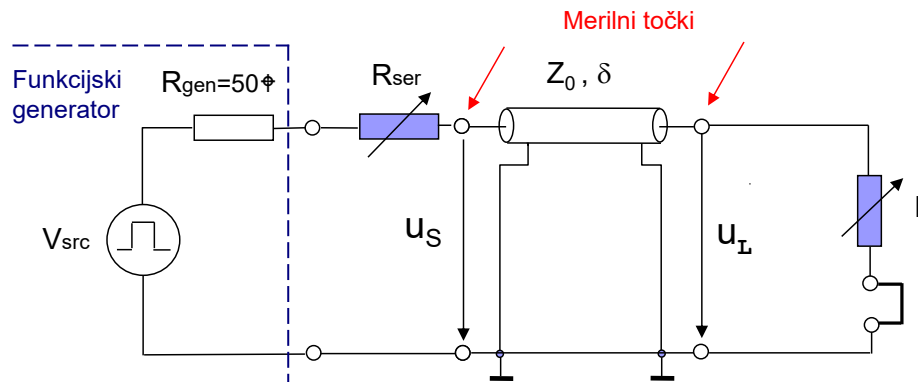 Merilni točki
Funkcijski
generator
Rgen=50⌖
Rser
Z0 , δ
Vsrc
uS
uL